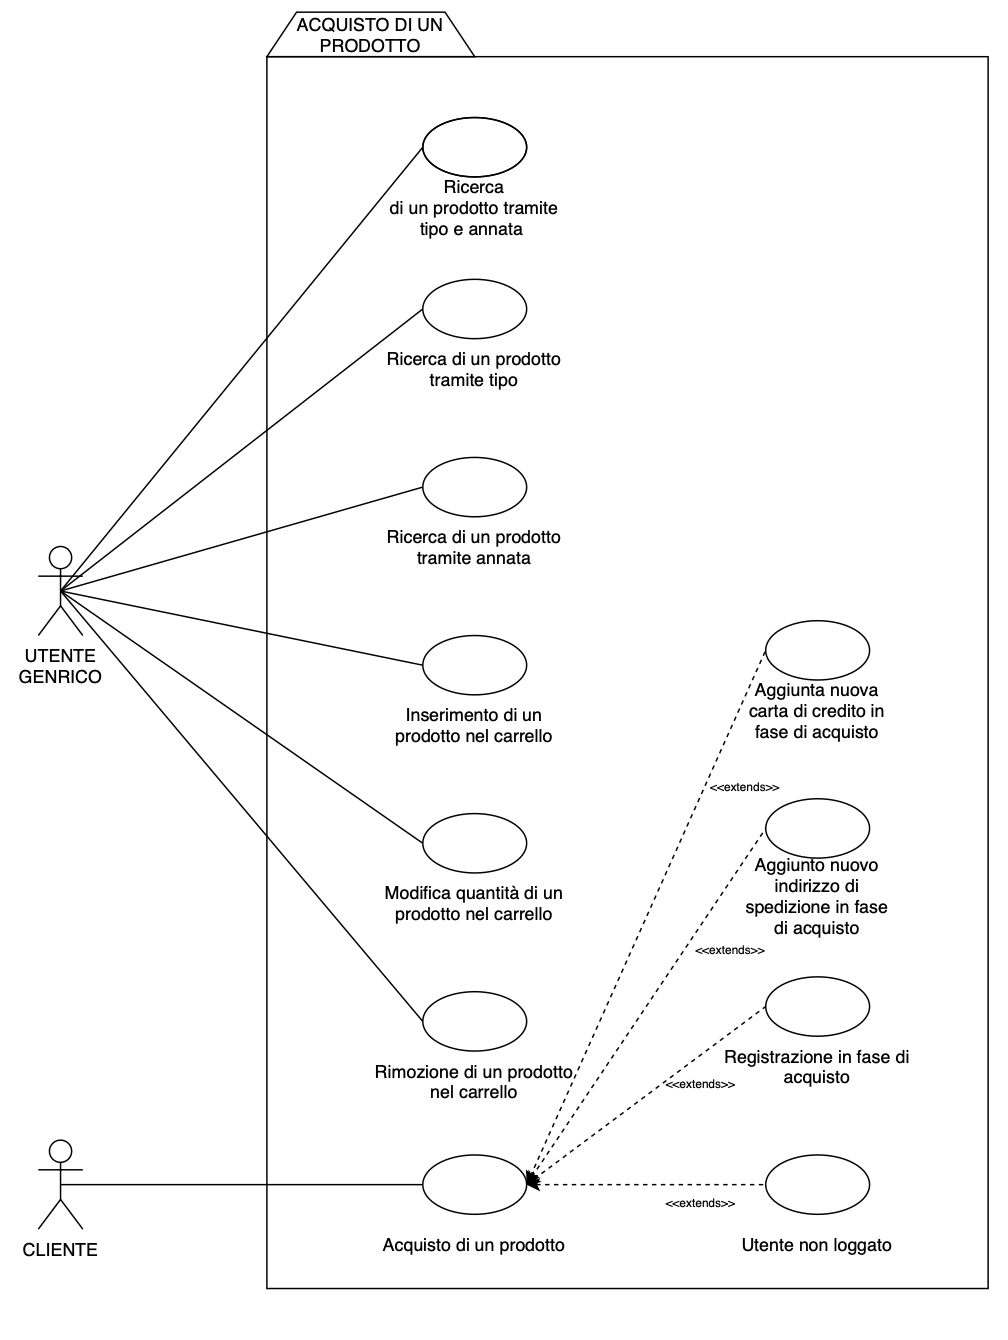 ACQUISTO DI UN
PRODOTTO
Ricerca
di un prodotto tramite
tipo e annata
Ricerca di un prodotto
tramite tipo
Ricerca di un prodotto
tramite annata
UTENTE
GENRICO
Inserimento di un
prodotto nel carrello
Aggiunta nuova
carta di credito in
fase di acquisto
<<extends>>
Modifica quantità di un
prodotto nel carrello
Aggiunto nuovo
indirizzo di
spedizione in fase
di acquisto
<<extends>>
Rimozione di un prodotto
nel carrello
Registrazione in fase di
acquisto
<<extends>>
CLIENTE
Acquisto di un prodotto
<<extends>>
Utente non loggato